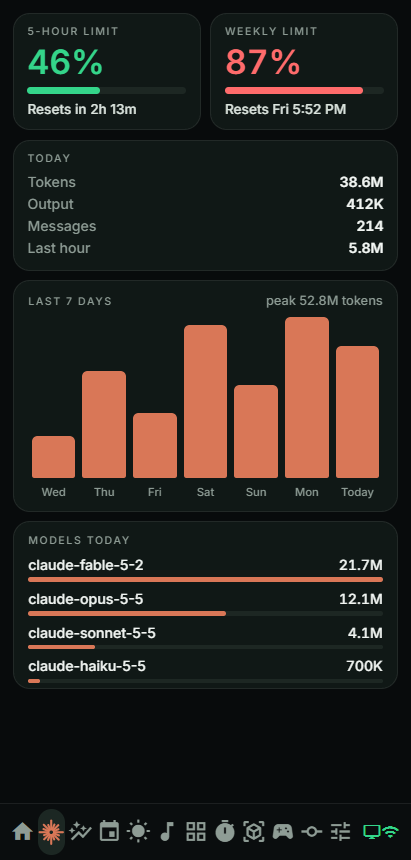 5-HOUR LIMIT
46%
Resets in 2h 13m
WEEKLY LIMIT
87%
Resets Fri 5:52 PM
TODAY
Tokens 38.6M
Output 412K
Messages 214
Last hour 5.8M
LAST 7 DAYS peak 52.8M tokens
Wed Thu Fri Sat Sun Mon Today
MODELS TODAY
claude-fable-5-2 21.7M
claude-opus-5-5 12.1M
claude-sonnet-5-5 4.1M
claude-haiku-5-5 700K